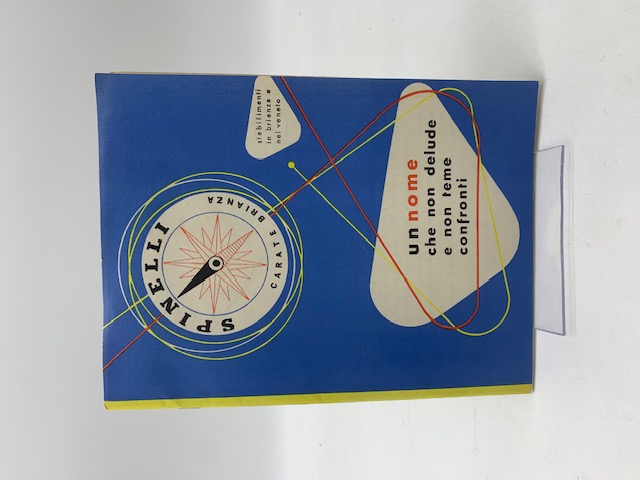 stabilimenti
in brianza e
nel veneto
SPINELLI
CARATE BRIANZA
un nome
che non delude
e non teme
confronti